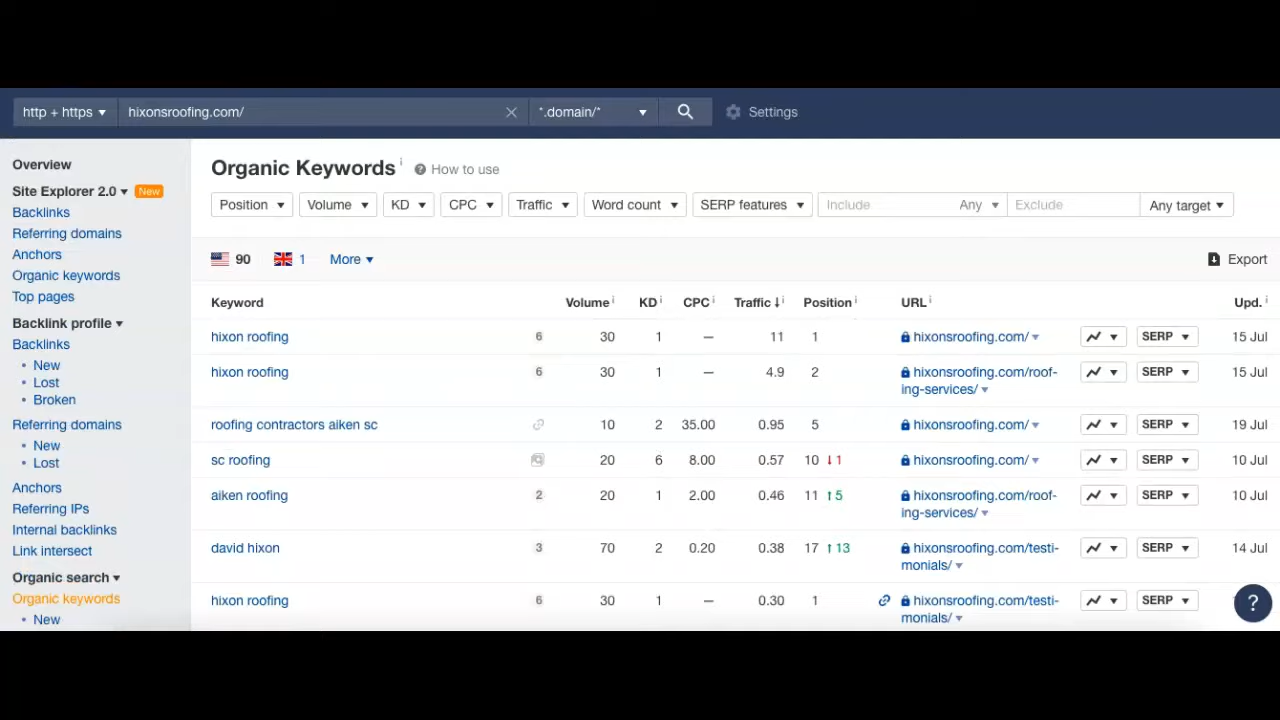 http + https
hixonsroofing.com/
*.domain/*
Settings
Overview
Site Explorer 2.0 New
Backlinks
Referring domains
Anchors
Organic keywords
Top pages
Backlink profile
Backlinks
New
Lost
Broken
Referring domains
New
Lost
Anchors
Referring IPs
Internal backlinks
Link intersect
Organic search
Organic keywords
New
Organic Keywords i ? How to use
Position Volume KD CPC Traffic Word count SERP features Include Any Exclude Any target
90 1 More Export
Keyword Volume i KD i CPC i Traffic ↓ i Position i URL i Upd. i
hixon roofing 6 30 1 — 11 1 hixonsroofing.com/ SERP 15 Jul
hixon roofing 6 30 1 — 4.9 2 hixonsroofing.com/roof- SERP 15 Jul
ing-services/
roofing contractors aiken sc 10 2 35.00 0.95 5 hixonsroofing.com/ SERP 19 Jul
sc roofing 20 6 8.00 0.57 10 ↓1 hixonsroofing.com/ SERP 10 Jul
aiken roofing 2 20 1 2.00 0.46 11 ↑5 hixonsroofing.com/roof- SERP 10 Jul
ing-services/
david hixon 3 70 2 0.20 0.38 17 ↑13 hixonsroofing.com/testi- SERP 14 Jul
monials/
hixon roofing 6 30 1 — 0.30 1 hixonsroofing.com/testi- SERP
monials/
?